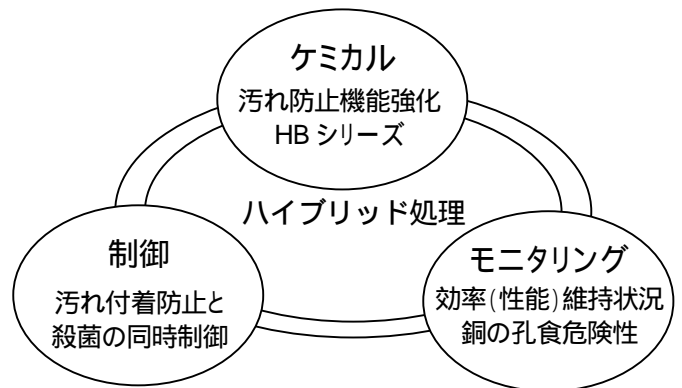 ケミカル
汚れ防止機能強化
HB シリーズ
ハイブリッド処理
制御
汚れ付着防止と
殺菌の同時制御
モニタリング
効率(性能)維持状況
銅の孔食危険性